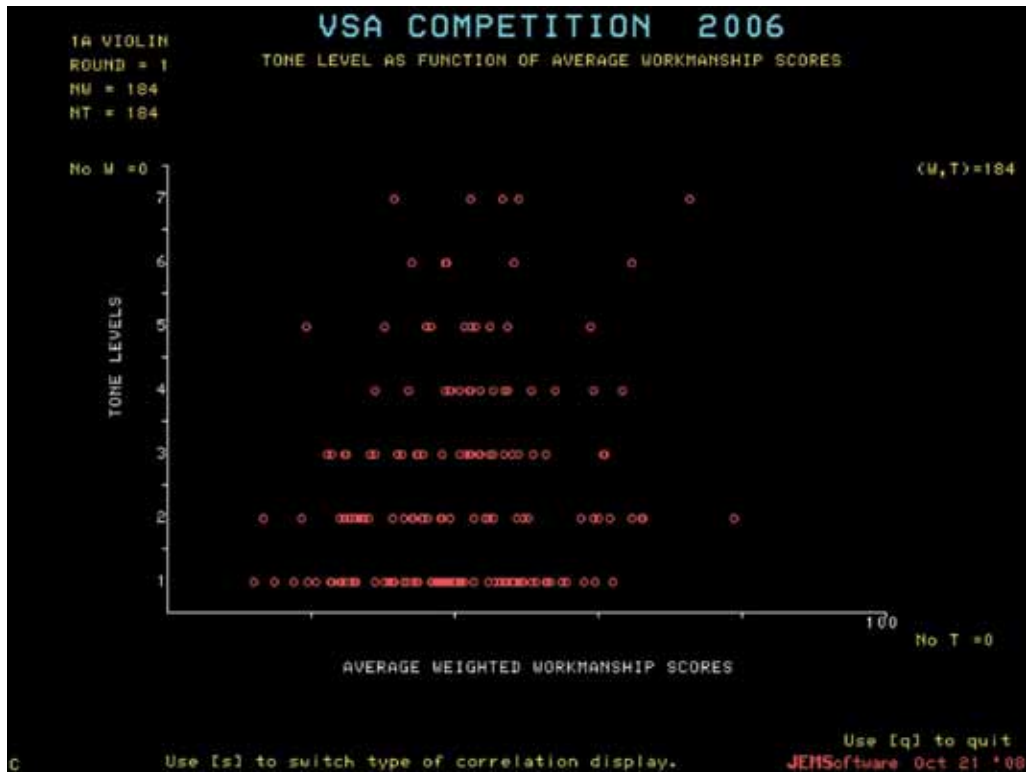 VSA COMPETITION 2006
1A VIOLIN
TONE LEVEL AS FUNCTION OF AVERAGE WORKMANSHIP SCORES
ROUND = 1
NW = 184
NT = 184
No W =0
(W,T)=184
7
6
5
TONE LEVELS
4
3
2
1
100
No T =0
AVERAGE WEIGHTED WORKMANSHIP SCORES
Use [q] to quit
C
Use [s] to switch type of correlation display.
JEMSoftware Oct 21 '08